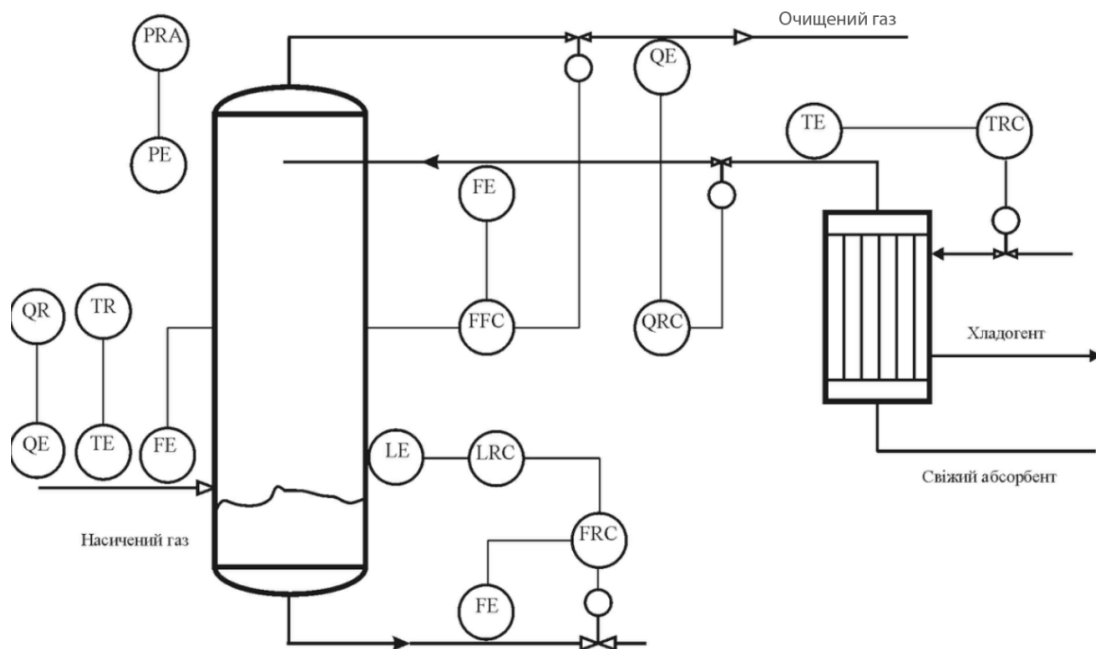 Очищений газ
PRA
QE
TE
TRC
PE
FE
QR
TR
FFC
QRC
Хладогент
QE
TE
FE
LE
LRC
Свіжий абсорбент
Насичений газ
FRC
FE